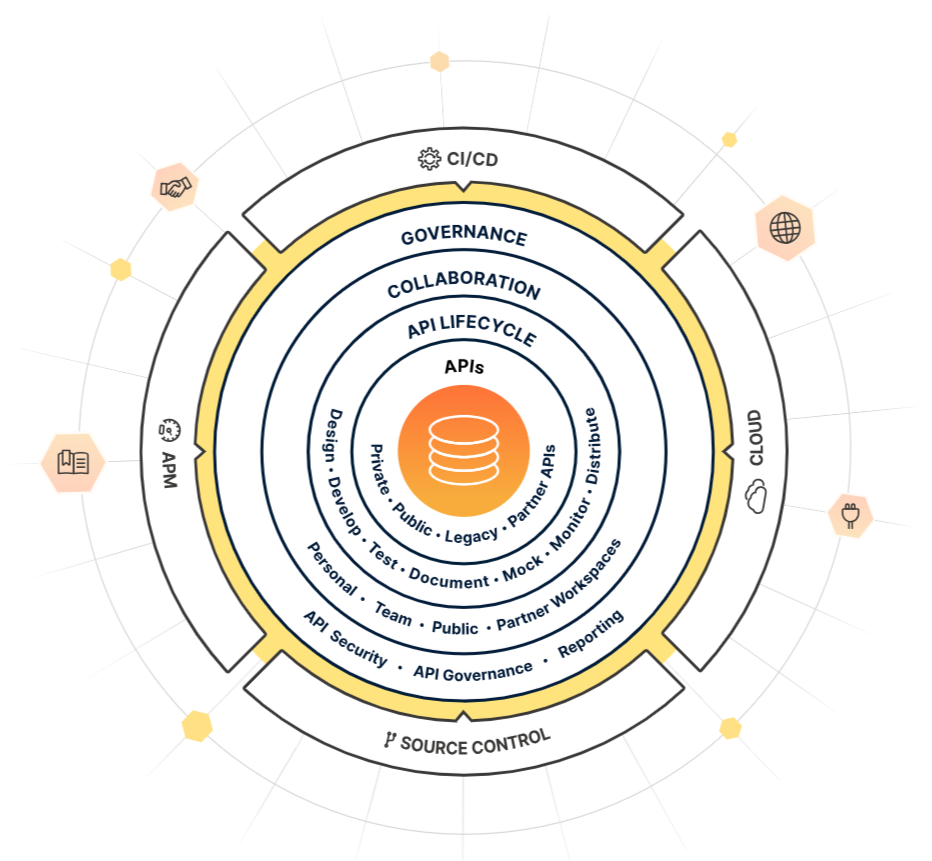 CI/CD
GOVERNANCE
COLLABORATION
API LIFECYCLE
APIs
Private • Public • Legacy • Partner APIs
Design • Develop • Test • Document • Mock • Monitor • Distribute
Personal • Team • Public • Partner Workspaces
API Security • API Governance • Reporting
APM
CLOUD
SOURCE CONTROL